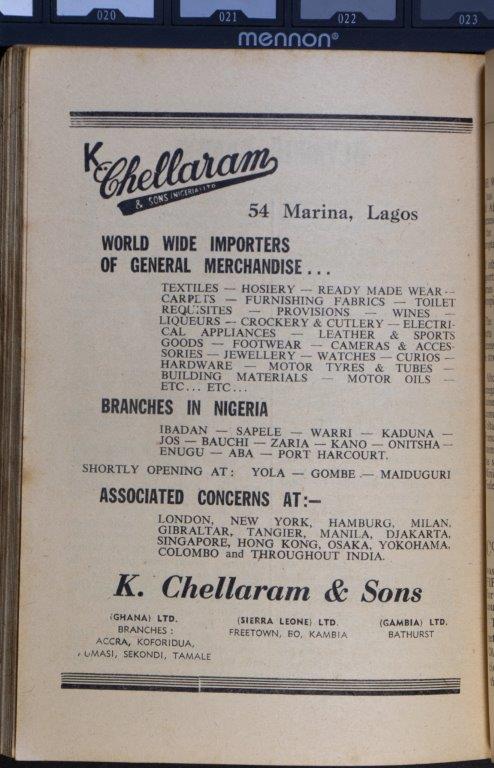 020 021 022 023
mennon®
K. Chellaram
& SONS (NIGERIA) LTD
54 Marina, Lagos
WORLD WIDE IMPORTERS
OF GENERAL MERCHANDISE...
TEXTILES — HOSIERY — READY MADE WEAR —
CARPETS — FURNISHING FABRICS — TOILET
REQUISITES — PROVISIONS — WINES —
LIQUEURS — CROCKERY & CUTLERY — ELECTRI-
CAL APPLIANCES — LEATHER & SPORTS
GOODS — FOOTWEAR — CAMERAS & ACCES-
SORIES — JEWELLERY — WATCHES — CURIOS —
HARDWARE — MOTOR TYRES & TUBES —
BUILDING MATERIALS — MOTOR OILS —
ETC... ETC...
BRANCHES IN NIGERIA
IBADAN — SAPELE — WARRI — KADUNA —
JOS — BAUCHI — ZARIA — KANO — ONITSHA —
ENUGU — ABA — PORT HARCOURT.
SHORTLY OPENING AT: YOLA — GOMBE — MAIDUGURI
ASSOCIATED CONCERNS AT:—
LONDON, NEW YORK, HAMBURG, MILAN,
GIBRALTAR, TANGIER, MANILA, DJAKARTA,
SINGAPORE, HONG KONG, OSAKA, YOKOHAMA,
COLOMBO and THROUGHOUT INDIA.
K. Chellaram & Sons
(GHANA) LTD.
BRANCHES:
ACCRA, KOFORIDUA,
UMASI, SEKONDI, TAMALE
(SIERRA LEONE) LTD.
FREETOWN, BO, KAMBIA
(GAMBIA) LTD.
BATHURST